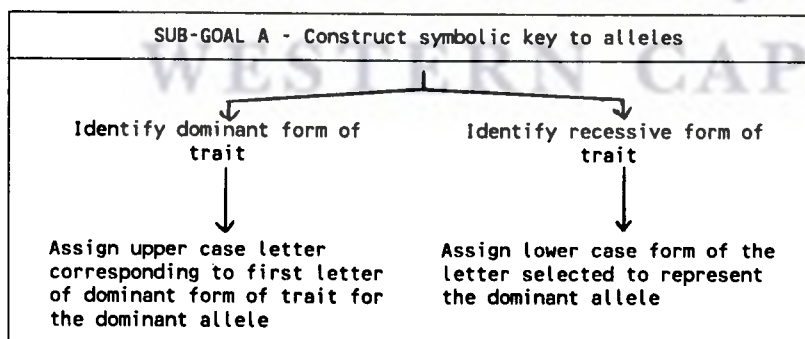 SUB-GOAL A - Construct symbolic key to alleles
WESTERN CAP
Identify dominant form of
trait
Identify recessive form of
trait
Assign upper case letter
corresponding to first letter
of dominant form of trait for
the dominant allele
Assign lower case form of the
letter selected to represent
the dominant allele